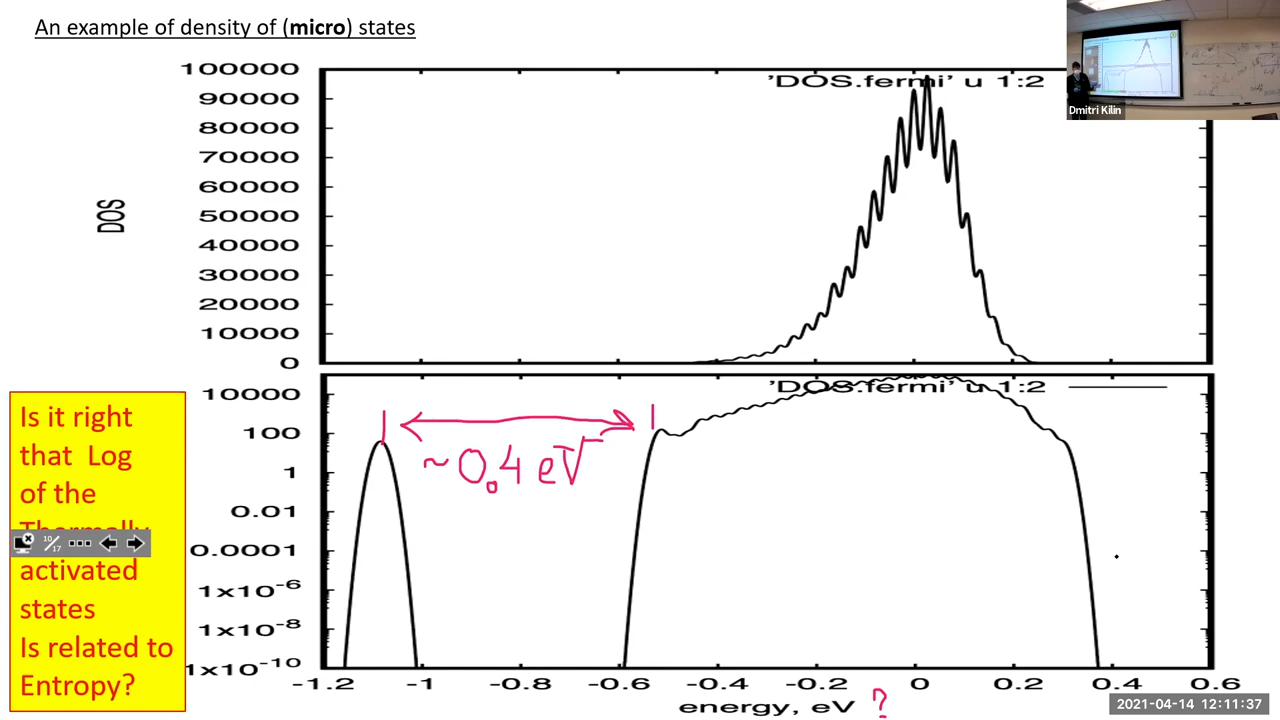 An example of density of (micro) states
Dmitri Kilin
100000
90000
80000
70000
60000
50000
40000
30000
20000
10000
0
DOS
'DOS.fermi' u 1:2
10000
100
1
0.01
0.0001
1x10-6
1x10-8
1x10-10
'DOS.fermi' u 1:2
~0.4 eV
-1.2 -1 -0.8 -0.6 -0.4 -0.2 0 0.2 0.4 0.6
energy, eV ?
Is it right
that Log
of the
Thermally
activated
states
Is related to
Entropy?
10/17
2021-04-14 12:11:37